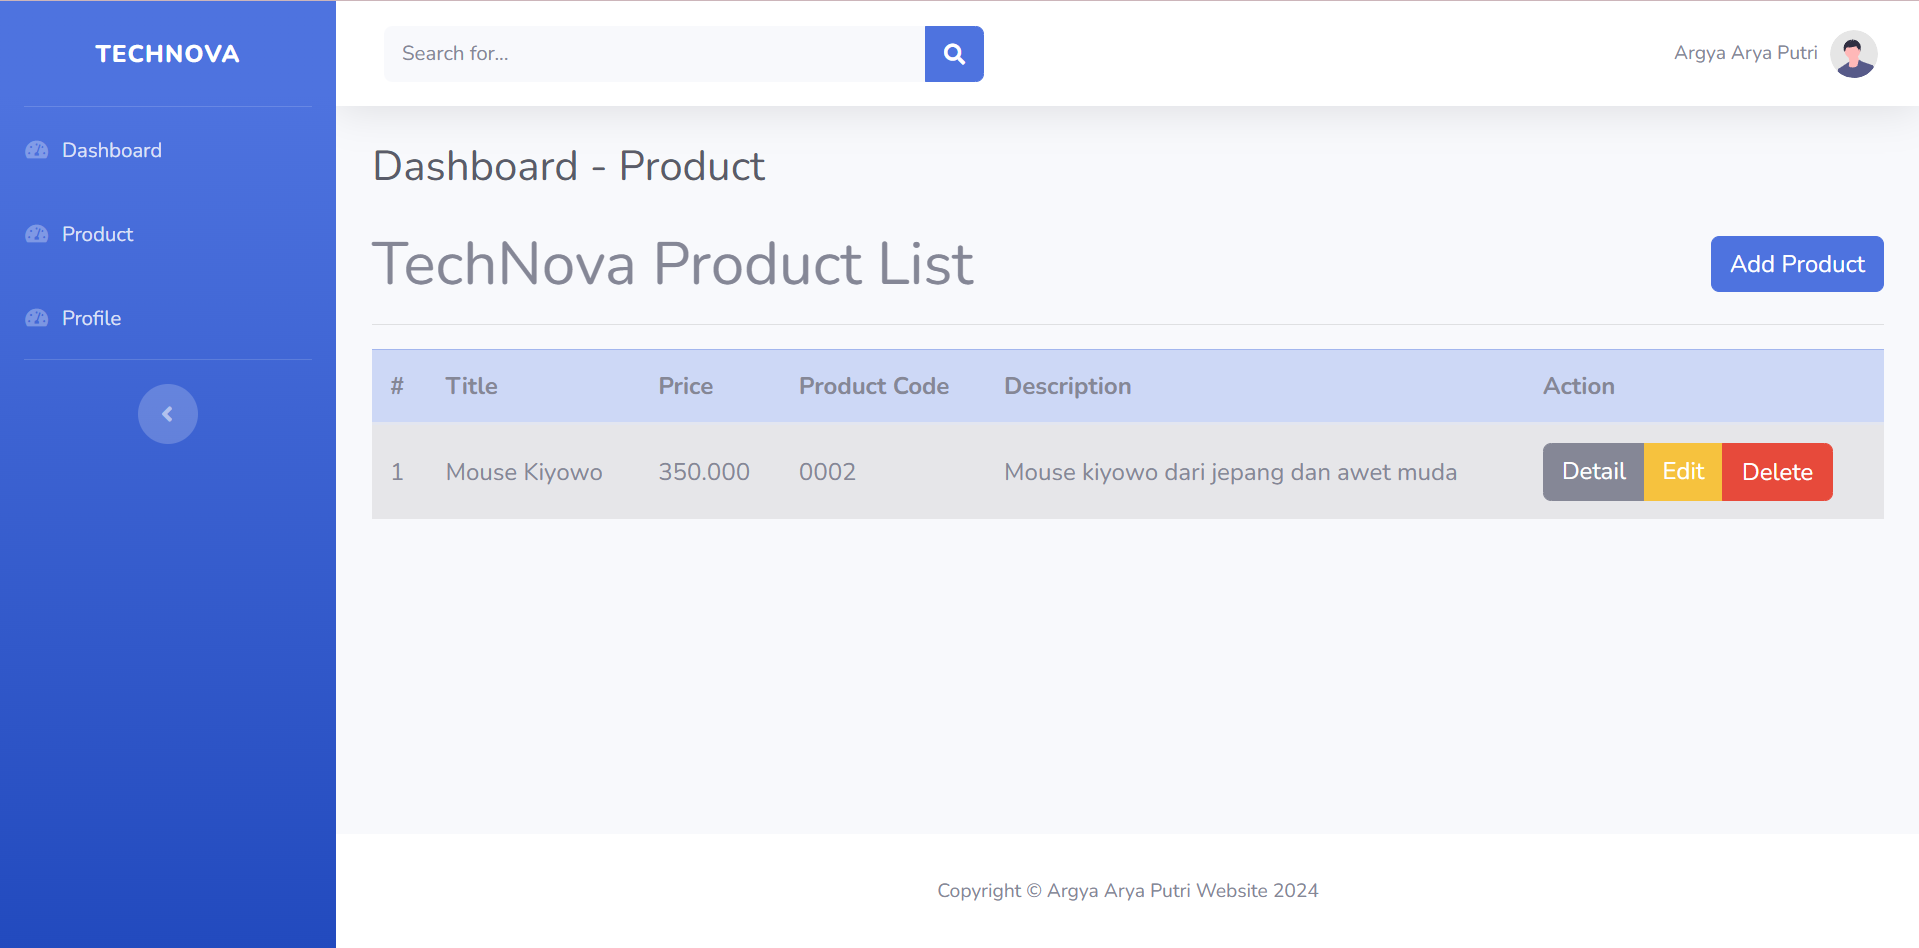 TECHNOVA
Search for...
Argya Arya Putri
Dashboard
Product
Profile
Dashboard - Product
TechNova Product List
Add Product
# Title Price Product Code Description Action
1 Mouse Kiyowo 350.000 0002 Mouse kiyowo dari jepang dan awet muda Detail Edit Delete
Copyright © Argya Arya Putri Website 2024